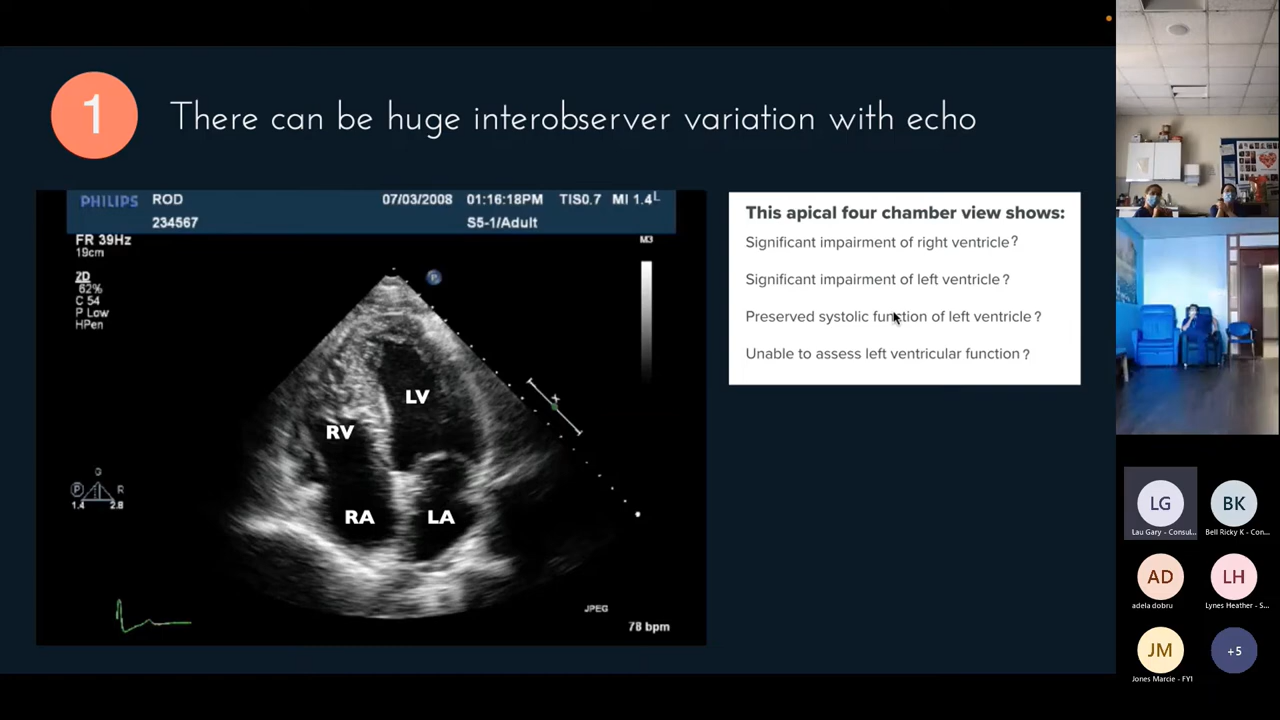 1
There can be huge interobserver variation with echo
PHILIPS ROD 07/03/2008 01:16:18PM TIS0.7 MI 1.4
234567 S5-1/Adult
FR 39Hz
19cm
M3
2D
62%
C 54
P Low
HPen
P
LV
RV
RA LA
G
P R
1.4 2.8
JPEG
78 bpm
This apical four chamber view shows:
Significant impairment of right ventricle?
Significant impairment of left ventricle?
Preserved systolic function of left ventricle?
Unable to assess left ventricular function?
LG BK
Lau Gary - Consul... Bell Ricky K - Con...
AD LH
adela dobru Lynes Heather - S...
JM +5
Jones Marcie - FY1